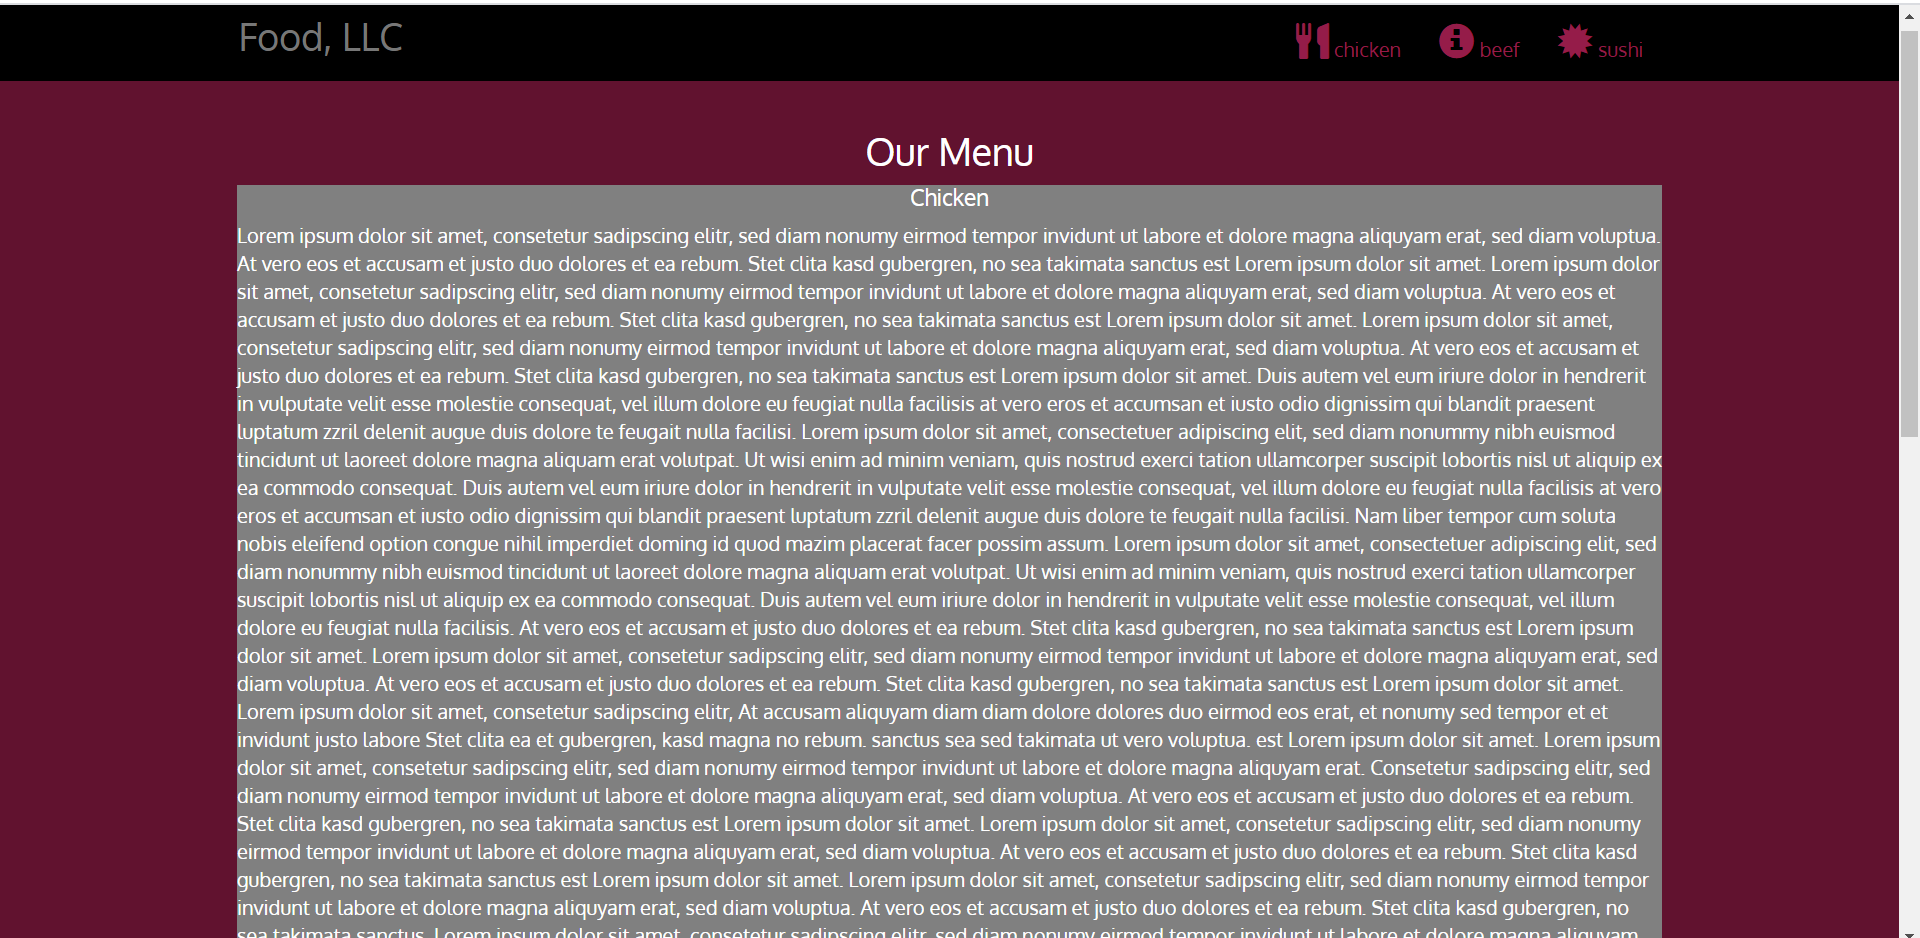 Food, LLC
chicken beef sushi
Our Menu
Chicken
Lorem ipsum dolor sit amet, consetetur sadipscing elitr, sed diam nonumy eirmod tempor invidunt ut labore et dolore magna aliquyam erat, sed diam voluptua.
At vero eos et accusam et justo duo dolores et ea rebum. Stet clita kasd gubergren, no sea takimata sanctus est Lorem ipsum dolor sit amet. Lorem ipsum dolor
sit amet, consetetur sadipscing elitr, sed diam nonumy eirmod tempor invidunt ut labore et dolore magna aliquyam erat, sed diam voluptua. At vero eos et
accusam et justo duo dolores et ea rebum. Stet clita kasd gubergren, no sea takimata sanctus est Lorem ipsum dolor sit amet. Lorem ipsum dolor sit amet,
consetetur sadipscing elitr, sed diam nonumy eirmod tempor invidunt ut labore et dolore magna aliquyam erat, sed diam voluptua. At vero eos et accusam et
justo duo dolores et ea rebum. Stet clita kasd gubergren, no sea takimata sanctus est Lorem ipsum dolor sit amet. Duis autem vel eum iriure dolor in hendrerit
in vulputate velit esse molestie consequat, vel illum dolore eu feugiat nulla facilisis at vero eros et accumsan et iusto odio dignissim qui blandit praesent
luptatum zzril delenit augue duis dolore te feugait nulla facilisi. Lorem ipsum dolor sit amet, consectetuer adipiscing elit, sed diam nonummy nibh euismod
tincidunt ut laoreet dolore magna aliquam erat volutpat. Ut wisi enim ad minim veniam, quis nostrud exerci tation ullamcorper suscipit lobortis nisl ut aliquip ex
ea commodo consequat. Duis autem vel eum iriure dolor in hendrerit in vulputate velit esse molestie consequat, vel illum dolore eu feugiat nulla facilisis at vero
eros et accumsan et iusto odio dignissim qui blandit praesent luptatum zzril delenit augue duis dolore te feugait nulla facilisi. Nam liber tempor cum soluta
nobis eleifend option congue nihil imperdiet doming id quod mazim placerat facer possim assum. Lorem ipsum dolor sit amet, consectetuer adipiscing elit, sed
diam nonummy nibh euismod tincidunt ut laoreet dolore magna aliquam erat volutpat. Ut wisi enim ad minim veniam, quis nostrud exerci tation ullamcorper
suscipit lobortis nisl ut aliquip ex ea commodo consequat. Duis autem vel eum iriure dolor in hendrerit in vulputate velit esse molestie consequat, vel illum
dolore eu feugiat nulla facilisis. At vero eos et accusam et justo duo dolores et ea rebum. Stet clita kasd gubergren, no sea takimata sanctus est Lorem ipsum
dolor sit amet. Lorem ipsum dolor sit amet, consetetur sadipscing elitr, sed diam nonumy eirmod tempor invidunt ut labore et dolore magna aliquyam erat, sed
diam voluptua. At vero eos et accusam et justo duo dolores et ea rebum. Stet clita kasd gubergren, no sea takimata sanctus est Lorem ipsum dolor sit amet.
Lorem ipsum dolor sit amet, consetetur sadipscing elitr, At accusam aliquyam diam diam dolore dolores duo eirmod eos erat, et nonumy sed tempor et et
invidunt justo labore Stet clita ea et gubergren, kasd magna no rebum. sanctus sea sed takimata ut vero voluptua. est Lorem ipsum dolor sit amet. Lorem ipsum
dolor sit amet, consetetur sadipscing elitr, sed diam nonumy eirmod tempor invidunt ut labore et dolore magna aliquyam erat. Consetetur sadipscing elitr, sed
diam nonumy eirmod tempor invidunt ut labore et dolore magna aliquyam erat, sed diam voluptua. At vero eos et accusam et justo duo dolores et ea rebum.
Stet clita kasd gubergren, no sea takimata sanctus est Lorem ipsum dolor sit amet. Lorem ipsum dolor sit amet, consetetur sadipscing elitr, sed diam nonumy
eirmod tempor invidunt ut labore et dolore magna aliquyam erat, sed diam voluptua. At vero eos et accusam et justo duo dolores et ea rebum. Stet clita kasd
gubergren, no sea takimata sanctus est Lorem ipsum dolor sit amet. Lorem ipsum dolor sit amet, consetetur sadipscing elitr, sed diam nonumy eirmod tempor
invidunt ut labore et dolore magna aliquyam erat, sed diam voluptua. At vero eos et accusam et justo duo dolores et ea rebum. Stet clita kasd gubergren, no
sea takimata sanctus. Lorem ipsum dolor sit amet, consetetur sadipscing elitr, sed diam nonumy eirmod tempor invidunt ut labore et dolore magna aliquyam